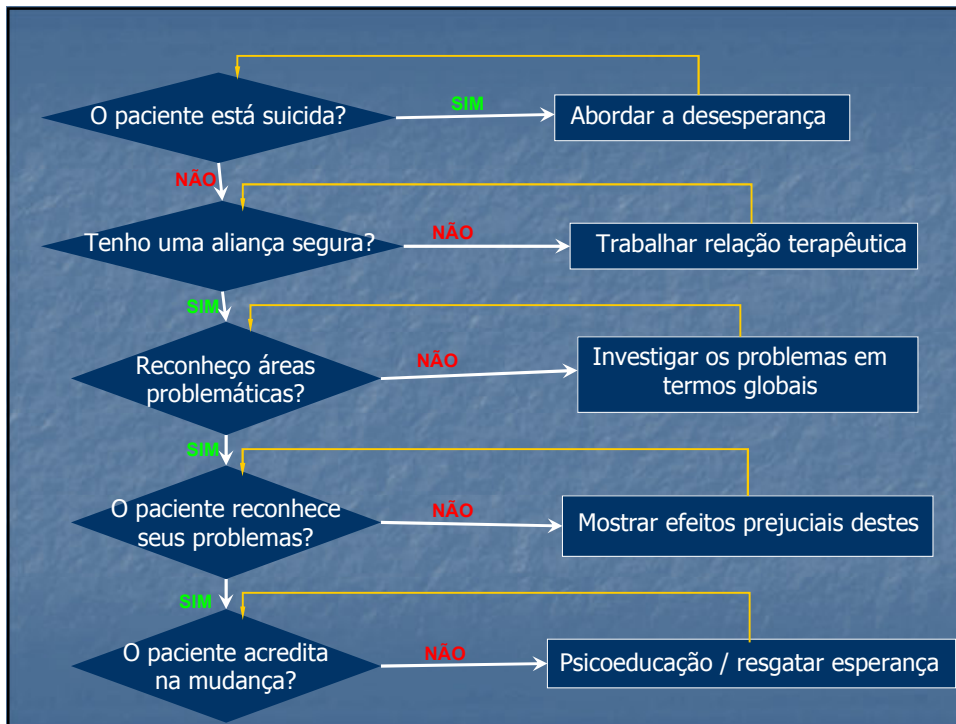 O paciente está suicida?
SIM
Abordar a desesperança
NÃO
Tenho uma aliança segura?
NÃO
Trabalhar relação terapêutica
SIM
Reconheço áreas
problemáticas?
NÃO
Investigar os problemas em
termos globais
SIM
O paciente reconhece
seus problemas?
NÃO
Mostrar efeitos prejuciais destes
SIM
O paciente acredita
na mudança?
NÃO
Psicoeducação / resgatar esperança